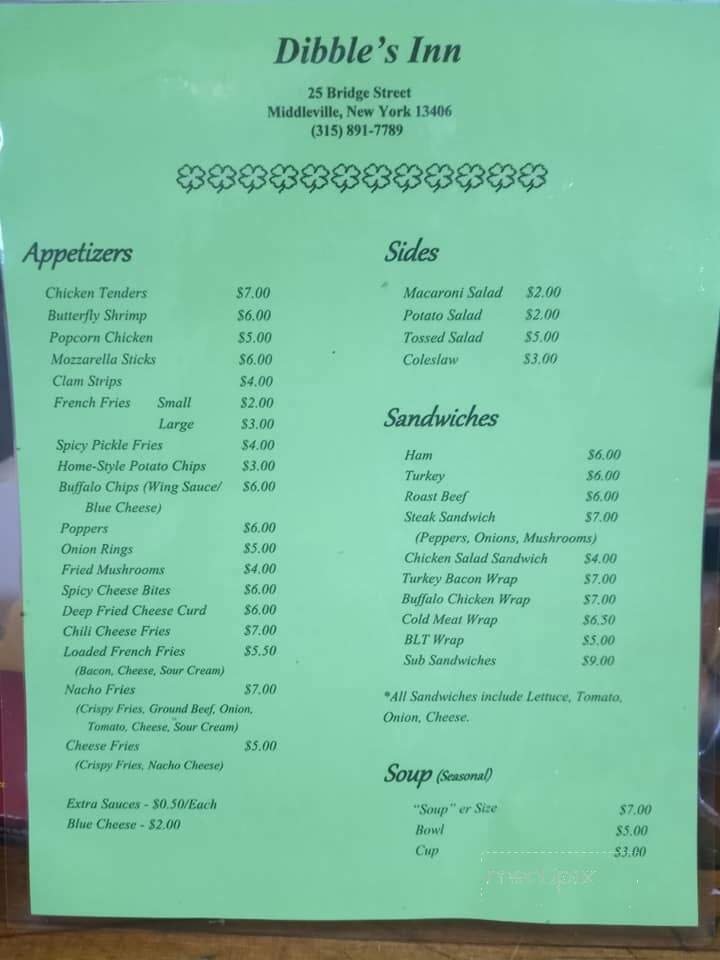 Dibble's Inn
25 Bridge Street
Middleville, New York 13406
(315) 891-7789
Appetizers
Chicken Tenders $7.00
Butterfly Shrimp $6.00
Popcorn Chicken $5.00
Mozzarella Sticks $6.00
Clam Strips $4.00
French Fries Small $2.00
Large $3.00
Spicy Pickle Fries $4.00
Home-Style Potato Chips $3.00
Buffalo Chips (Wing Sauce/ $6.00
Blue Cheese)
Poppers $6.00
Onion Rings $5.00
Fried Mushrooms $4.00
Spicy Cheese Bites $6.00
Deep Fried Cheese Curd $6.00
Chili Cheese Fries $7.00
Loaded French Fries $5.50
(Bacon, Cheese, Sour Cream)
Nacho Fries $7.00
(Crispy Fries, Ground Beef, Onion,
Tomato, Cheese, Sour Cream)
Cheese Fries $5.00
(Crispy Fries, Nacho Cheese)
Extra Sauces - $0.50/Each
Blue Cheese - $2.00
Sides
Macaroni Salad $2.00
Potato Salad $2.00
Tossed Salad $5.00
Coleslaw $3.00
Sandwiches
Ham $6.00
Turkey $6.00
Roast Beef $6.00
Steak Sandwich $7.00
(Peppers, Onions, Mushrooms)
Chicken Salad Sandwich $4.00
Turkey Bacon Wrap $7.00
Buffalo Chicken Wrap $7.00
Cold Meat Wrap $6.50
BLT Wrap $5.00
Sub Sandwiches $9.00
*All Sandwiches include Lettuce, Tomato,
Onion, Cheese.
Soup (Seasonal)
"Soup" er Size $7.00
Bowl $5.00
Cup $3.00
menupix